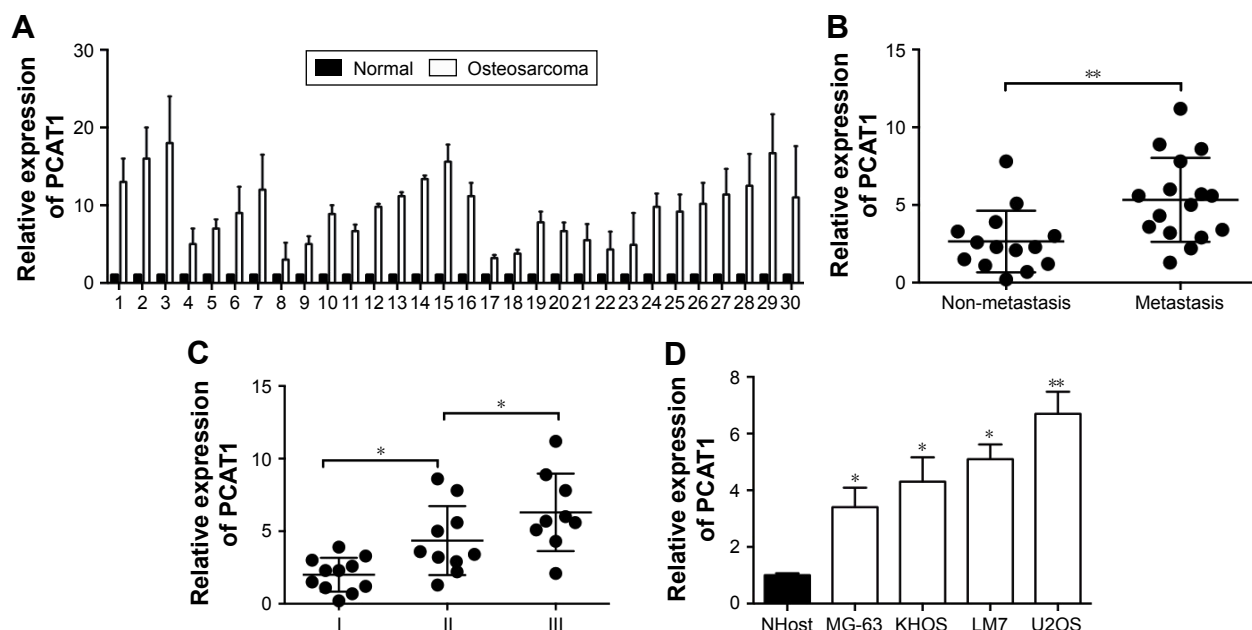 A
Relative expression
of PCAT1
30
20
10
0
Normal
Osteosarcoma
1 2 3 4 5 6 7 8 9 10 11 12 13 14 15 16 17 18 19 20 21 22 23 24 25 26 27 28 29 30
B
Relative expression
of PCAT1
15
10
5
0
**
Non-metastasis Metastasis
C
Relative expression
of PCAT1
15
10
5
0
*
*
I II III
D
Relative expression
of PCAT1
8
6
4
2
0
*
*
*
**
NHost MG-63 KHOS LM7 U2OS